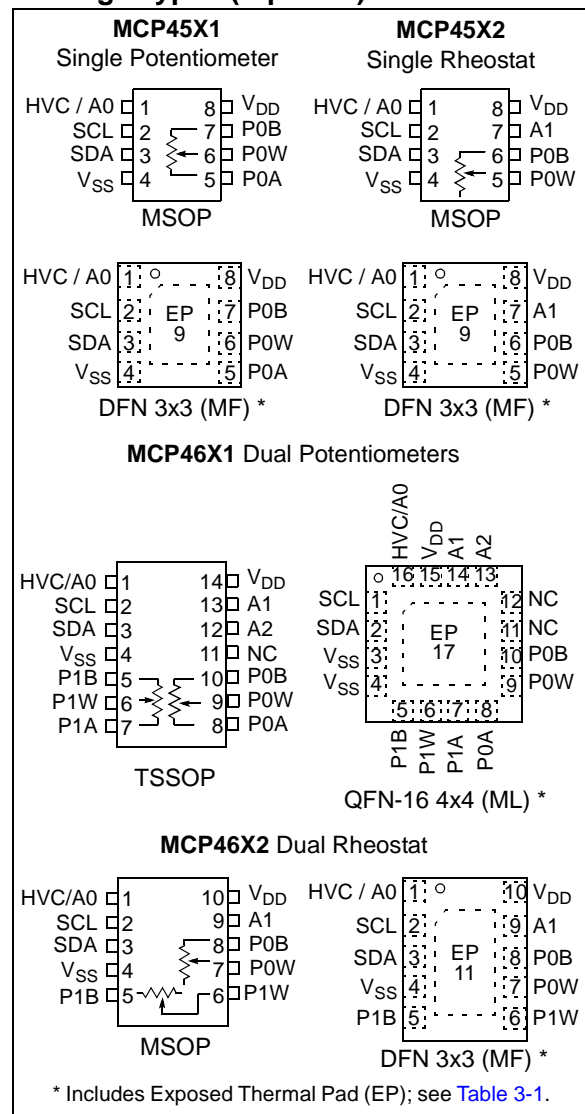 MCP45X1
Single Potentiometer
HVC / A0 1 8 VDD
SCL 2 7 P0B
SDA 3 6 P0W
VSS 4 5 P0A
MSOP
MCP45X2
Single Rheostat
HVC / A0 1 8 VDD
SCL 2 7 A1
SDA 3 6 P0B
VSS 4 5 P0W
MSOP
HVC / A0 1 8 VDD
SCL 2 EP 7 P0B
SDA 3 9 6 P0W
VSS 4 5 P0A
DFN 3x3 (MF) *
HVC / A0 1 8 VDD
SCL 2 EP 7 A1
SDA 3 9 6 P0B
VSS 4 5 P0W
DFN 3x3 (MF) *
MCP46X1 Dual Potentiometers
HVC/A0 1 14 VDD
SCL 2 13 A1
SDA 3 12 A2
VSS 4 11 NC
P1B 5 10 P0B
P1W 6 9 P0W
P1A 7 8 P0A
TSSOP
HVC/A0 VDD A1 A2
16 15 14 13
SCL 1 12 NC
SDA 2 EP 11 NC
VSS 3 17 10 P0B
VSS 4 9 P0W
5 6 7 8
P1B P1W P1A P0A
QFN-16 4x4 (ML) *
MCP46X2 Dual Rheostat
HVC/A0 1 10 VDD
SCL 2 9 A1
SDA 3 8 P0B
VSS 4 7 P0W
P1B 5 6 P1W
MSOP
HVC / A0 1 10 VDD
SCL 2 9 A1
SDA 3 EP 8 P0B
VSS 4 11 7 P0W
P1B 5 6 P1W
DFN 3x3 (MF) *
* Includes Exposed Thermal Pad (EP); see Table 3-1.